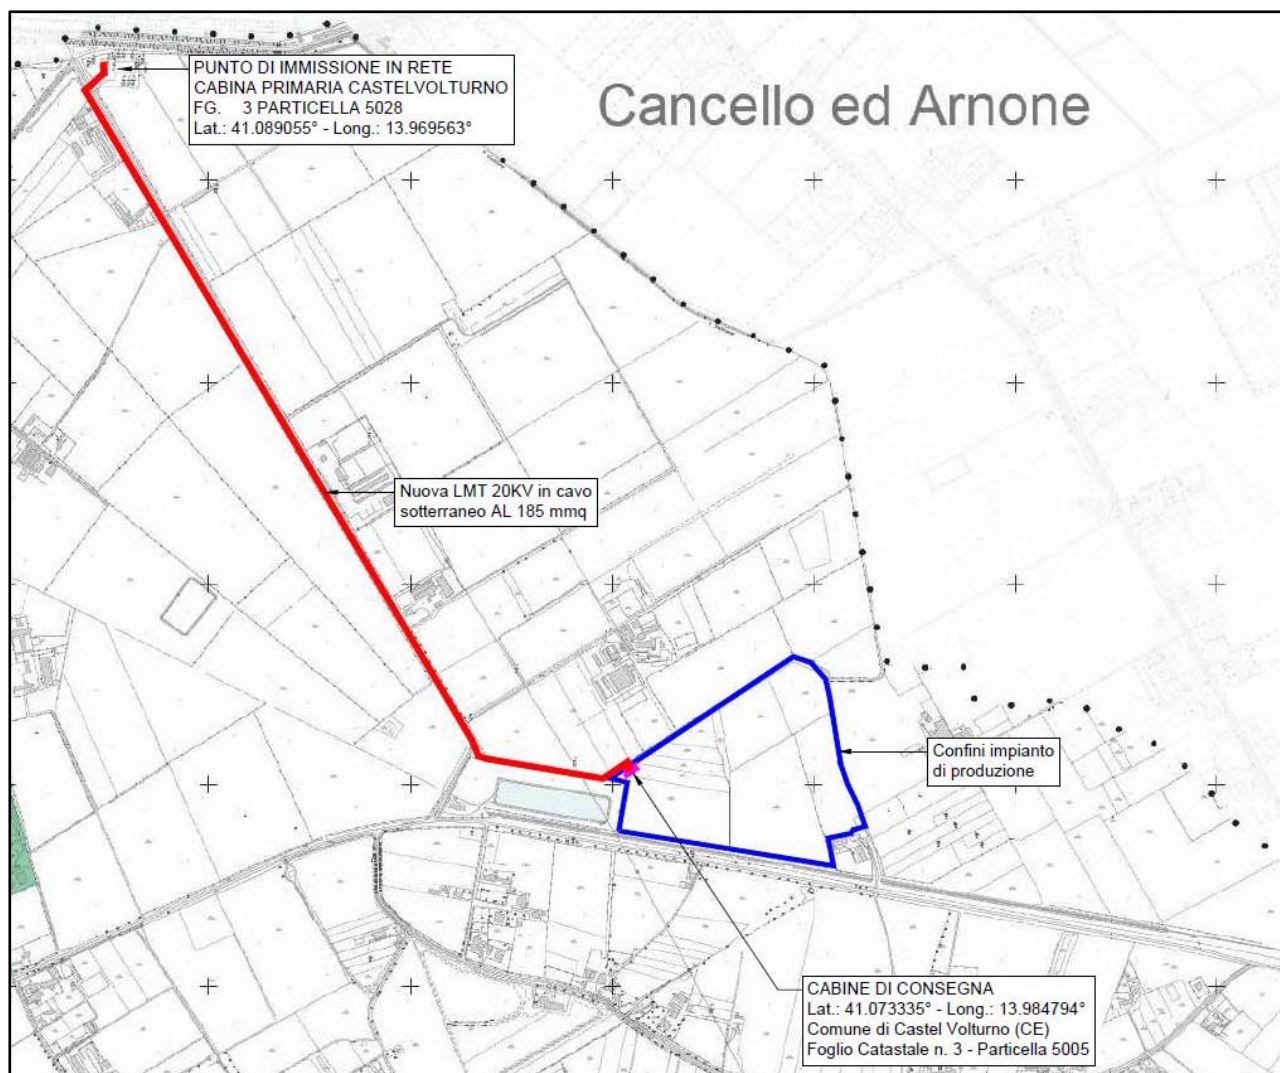 PUNTO DI IMMISSIONE IN RETE
CABINA PRIMARIA CASTELVOLTURNO
FG. 3 PARTICELLA 5028
Lat.: 41.089055° - Long.: 13.969563°
Cancello ed Arnone
Nuova LMT 20KV in cavo
sotterraneo AL 185 mmq
Confini impianto
di produzione
CABINE DI CONSEGNA
Lat.: 41.073335° - Long.: 13.984794°
Comune di Castel Volturno (CE)
Foglio Catastale n. 3 - Particella 5005